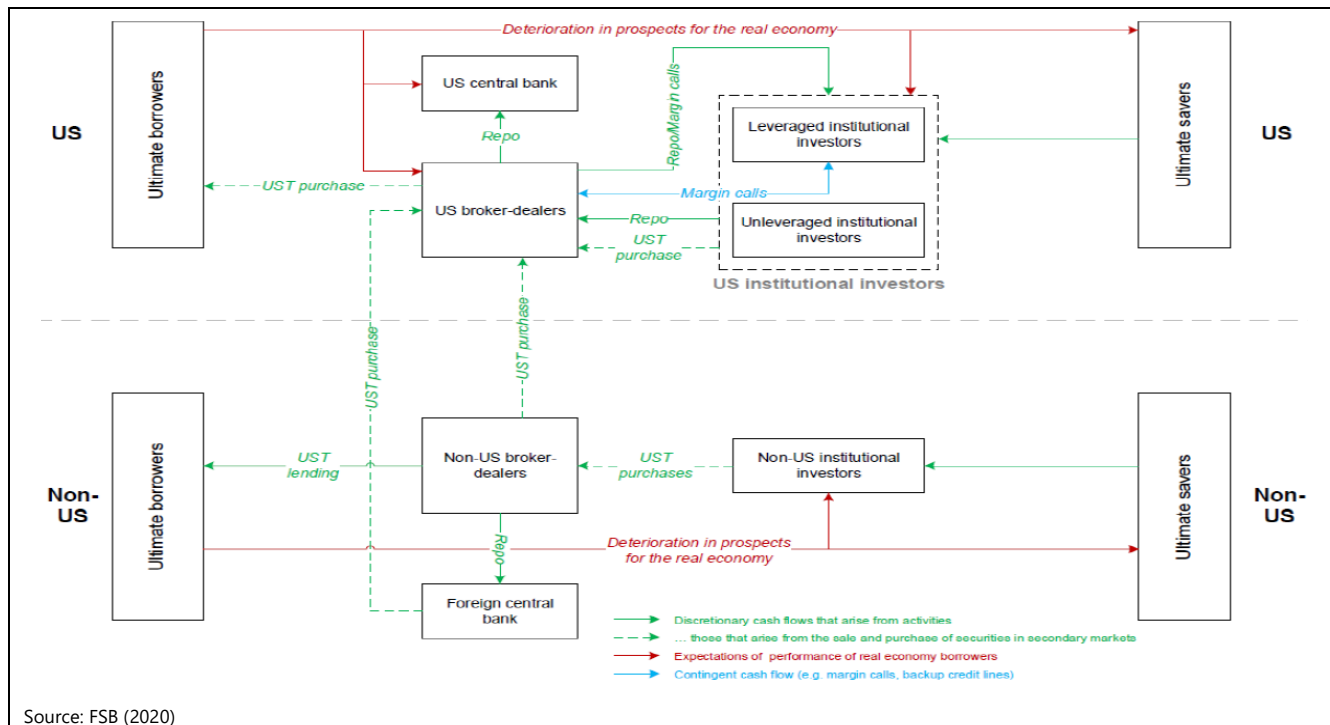 Deterioration in prospects for the real economy
US
Ultimate borrowers
US central bank
Repo
Repo/Margin calls
Leveraged institutional
investors
Ultimate savers
US
UST purchase
US broker-dealers
Margin calls
Repo
UST
purchase
Unleveraged institutional
investors
US institutional investors
UST purchase
UST purchase
Non-
US
Ultimate borrowers
UST
lending
Non-US broker-
dealers
UST
purchases
Non-US institutional
investors
Ultimate savers
Non-
US
Repo
Deterioration in prospects
for the real economy
Foreign central
bank
Discretionary cash flows that arise from activities
... those that arise from the sale and purchase of securities in secondary markets
Expectations of performance of real economy borrowers
Contingent cash flow (e.g. margin calls, backup credit lines)
Source: FSB (2020)